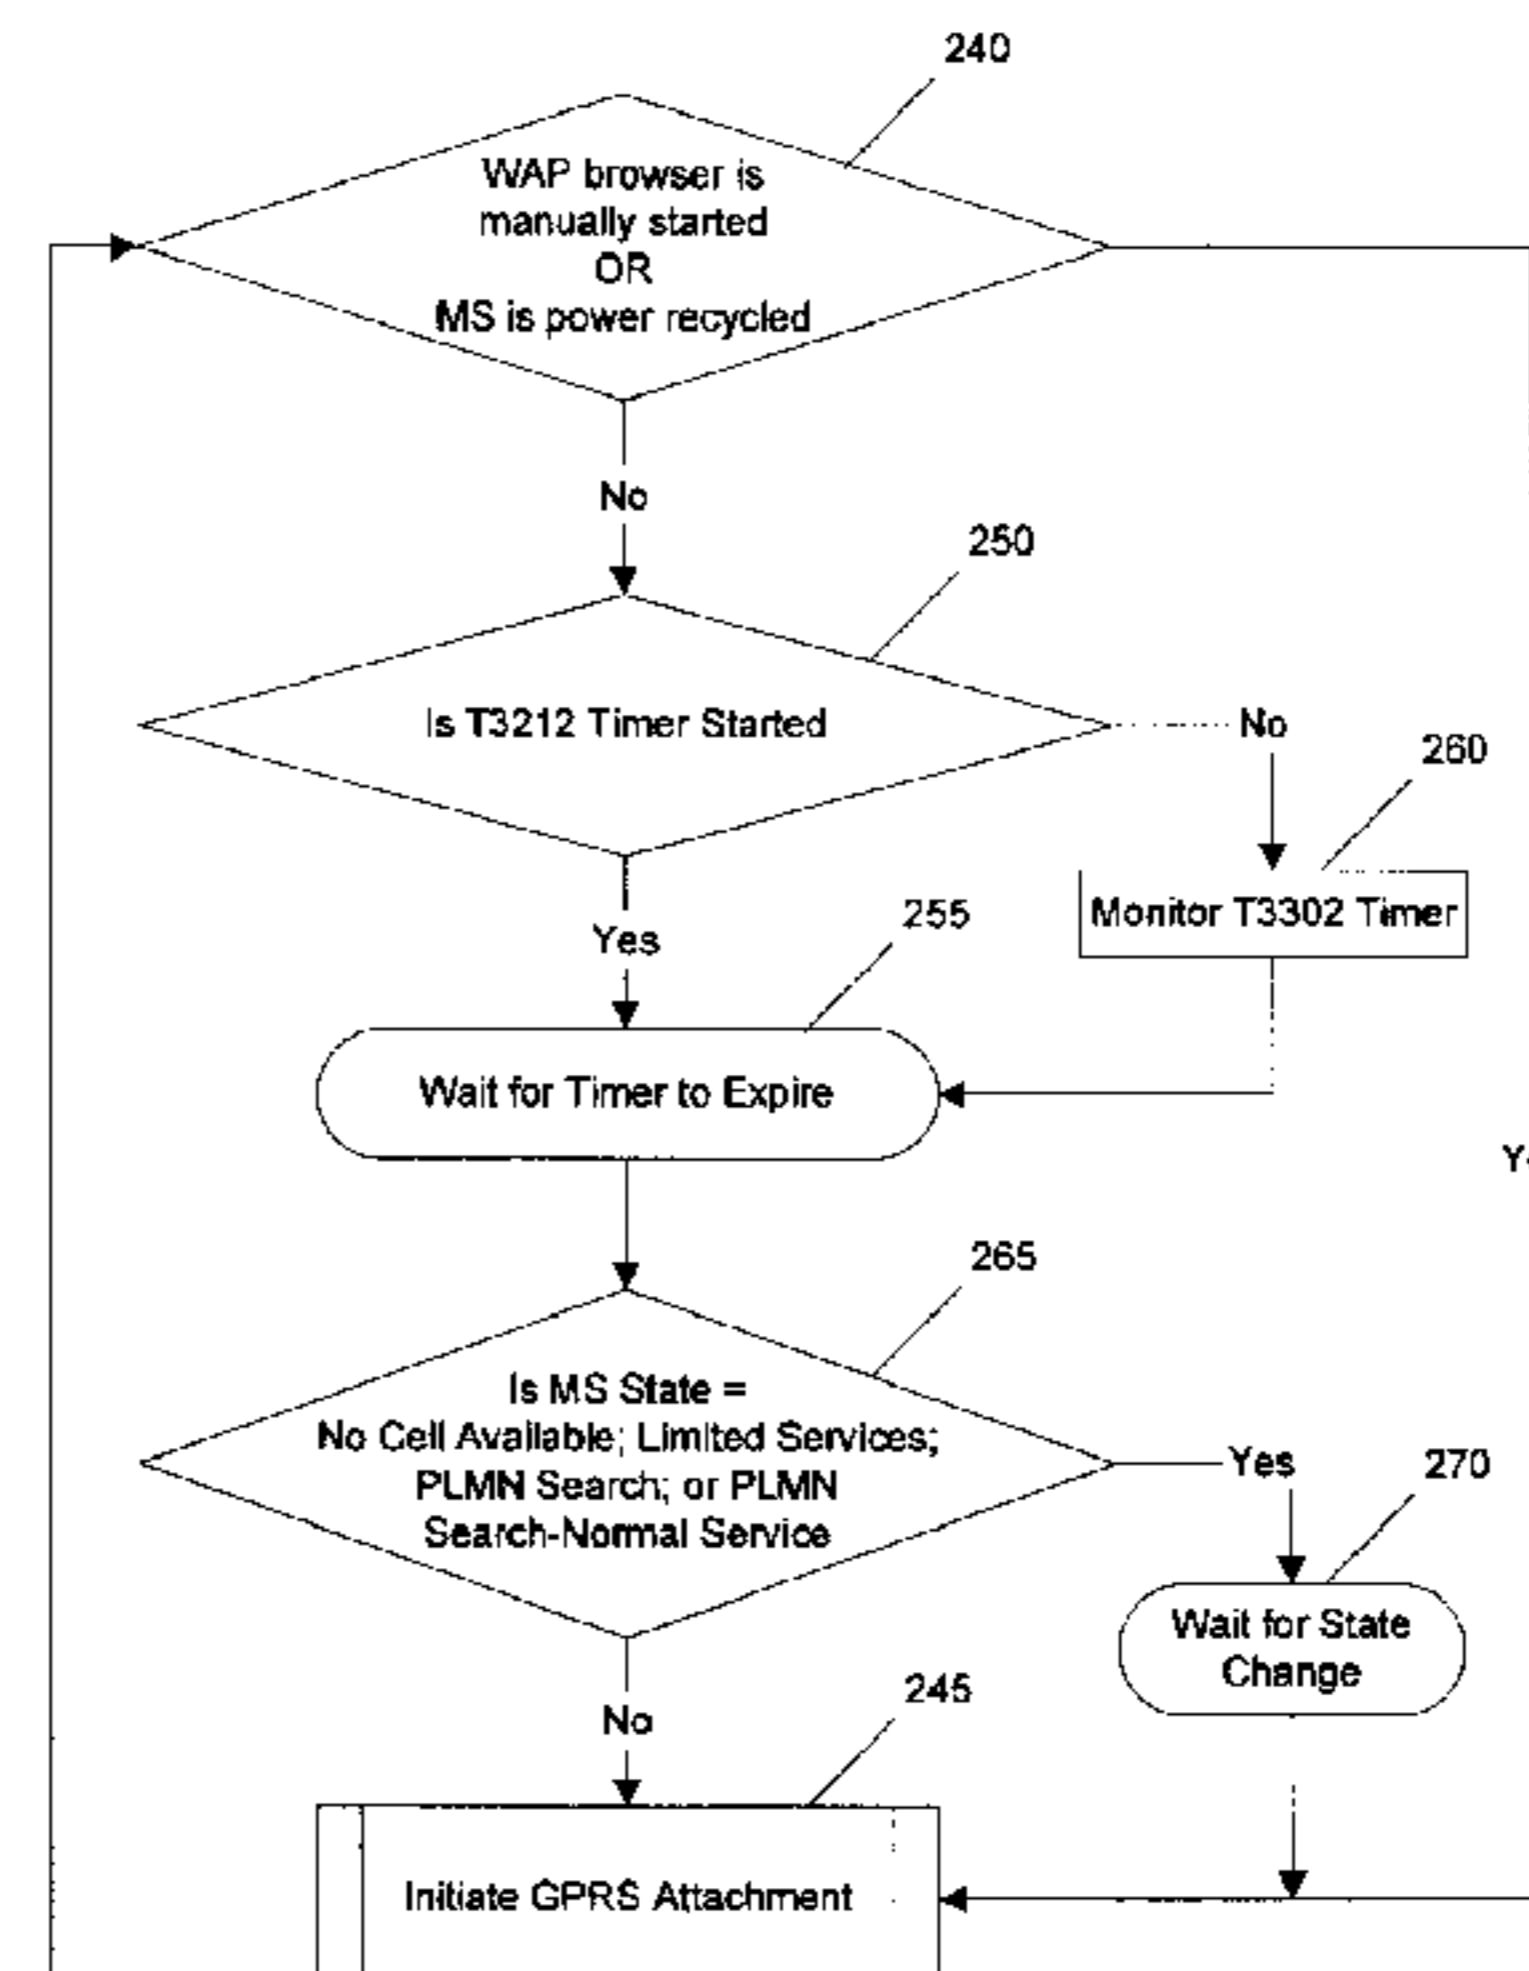 240
WAP browser is
manually started
OR
MS is power recycled
No
250
Is T3212 Timer Started
No
260
Monitor T3302 Timer
Yes
255
Wait for Timer to Expire
265
Is MS State =
No Cell Available; Limited Services;
PLMN Search; or PLMN
Search-Normal Service
Yes
270
Wait for State
Change
No
245
Initiate GPRS Attachment